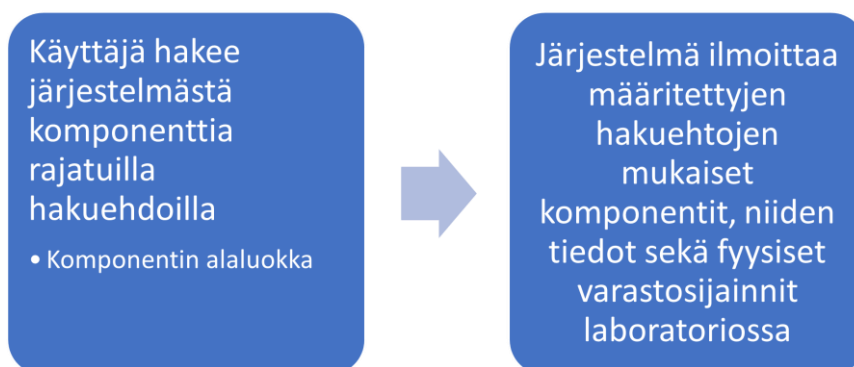 Käyttäjä hakee
järjestelmästä
komponenttia
rajatuilla
hakuehdoilla
• Komponentin alaluokka
Järjestelmä ilmoittaa
määritettyjen
hakuehtojen
mukaiset
komponentit, niiden
tiedot sekä fyysiset
varastosijainnit
laboratoriossa